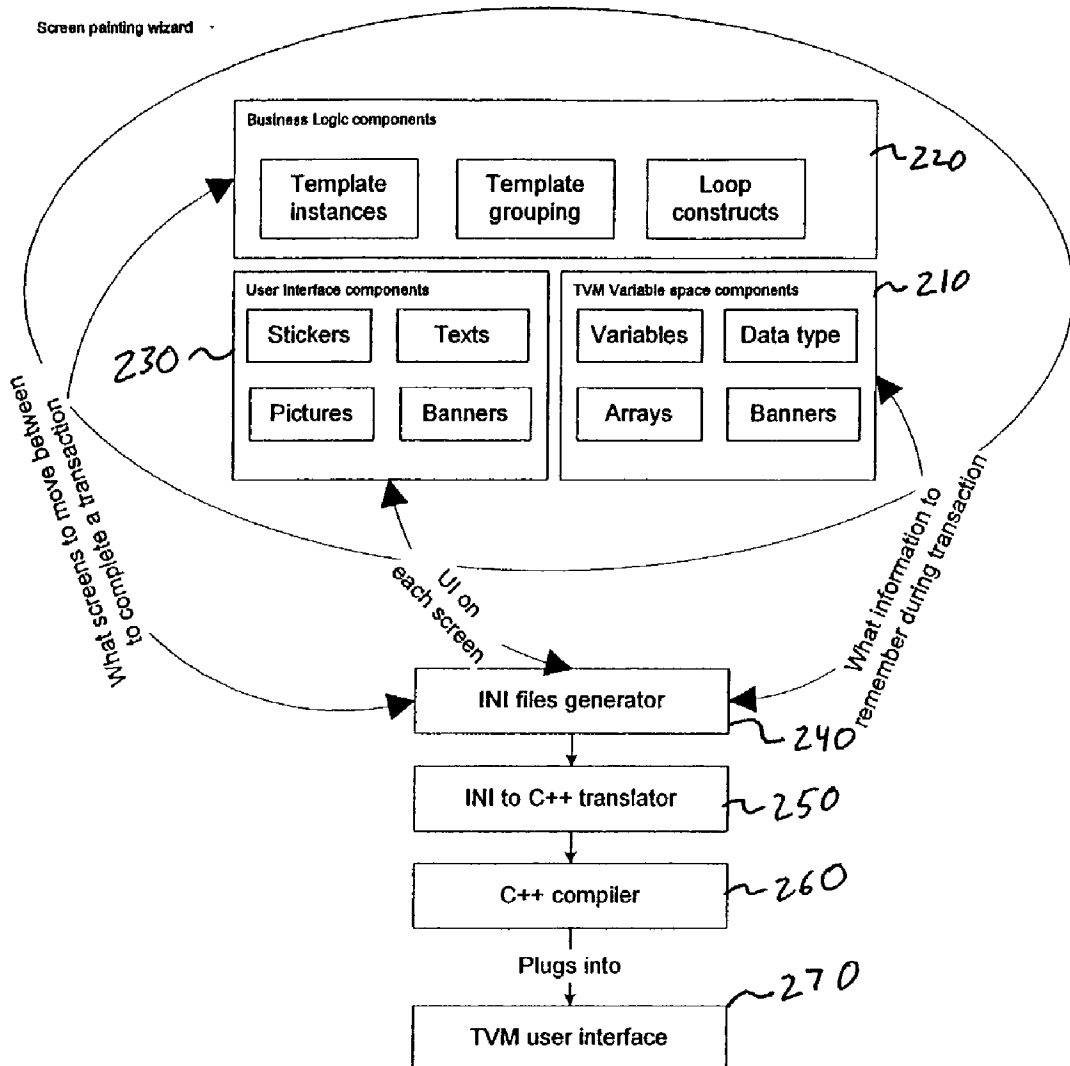 Screen painting wizard
Business Logic components
220
Template
instances
Template
grouping
Loop
constructs
User Interface components
TVM Variable space components
210
230
Stickers
Texts
Variables
Data type
Pictures
Banners
Arrays
Banners
What screens to move between
to complete a transaction
UI on
each screen
What information to
remember during transaction
INI files generator
240
INI to C++ translator
250
C++ compiler
260
Plugs into
270
TVM user interface